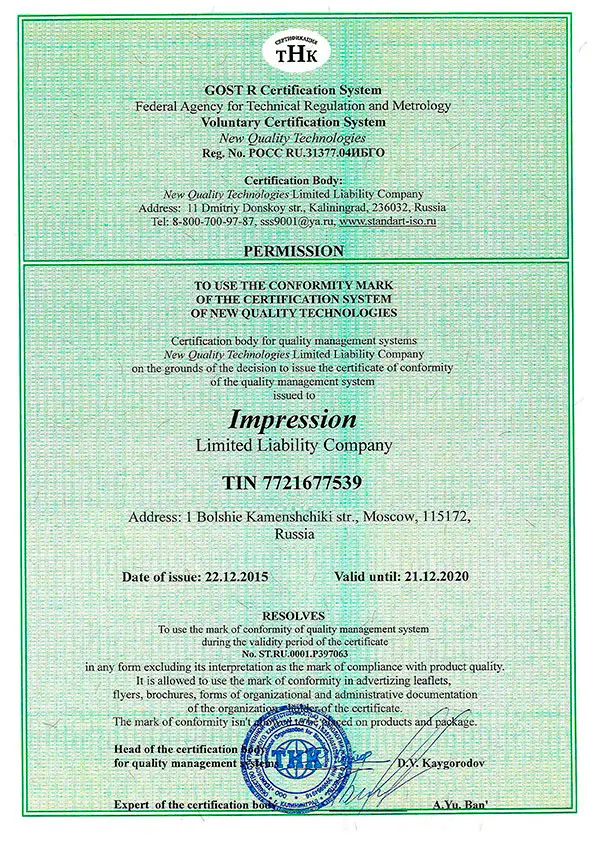 СЕРТИФИКАЦИЯ
ТНК
GOST R Certification System
Federal Agency for Technical Regulation and Metrology
Voluntary Certification System
New Quality Technologies
Reg. No. РОСС RU.31377.04ИБГО
Certification Body:
New Quality Technologies Limited Liability Company
Address: 11 Dmitriy Donskoy str., Kaliningrad, 236032, Russia
Tel: 8-800-700-97-87, sss9001@ya.ru, www.standart-iso.ru
PERMISSION
TO USE THE CONFORMITY MARK
OF THE CERTIFICATION SYSTEM
OF NEW QUALITY TECHNOLOGIES
Certification body for quality management systems
New Quality Technologies Limited Liability Company
on the grounds of the decision to issue the certificate of conformity
of the quality management system
issued to
Impression
Limited Liability Company
TIN 7721677539
Address: 1 Bolshie Kamenshchiki str., Moscow, 115172,
Russia
Date of issue: 22.12.2015 Valid until: 21.12.2020
RESOLVES
To use the mark of conformity of quality management system
during the validity period of the certificate
No. ST.RU.0001.P397063
in any form excluding its interpretation as the mark of compliance with product quality.
It is allowed to use the mark of conformity in advertizing leaflets,
flyers, brochures, forms of organizational and administrative documentation
of the organization - holder of the certificate.
The mark of conformity isn't allowed to be placed on products and package.
Head of the certification body
for quality management systems D.V. Kaygorodov
ТНК
КАЛИНИНГРАД
Expert of the certification body A.Yu. Ban'